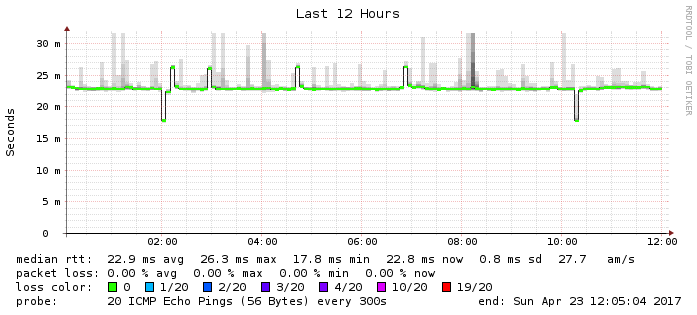 Last 12 Hours
RRDTOOL / TOBI OETIKER
Seconds
30 m
25 m
20 m
15 m
10 m
5 m
0
02:00 04:00 06:00 08:00 10:00 12:00
median rtt: 22.9 ms avg 26.3 ms max 17.8 ms min 22.8 ms now 0.8 ms sd 27.7 am/s
packet loss: 0.00 % avg 0.00 % max 0.00 % min 0.00 % now
loss color: 0 1/20 2/20 3/20 4/20 10/20 19/20
probe: 20 ICMP Echo Pings (56 Bytes) every 300s end: Sun Apr 23 12:05:04 2017